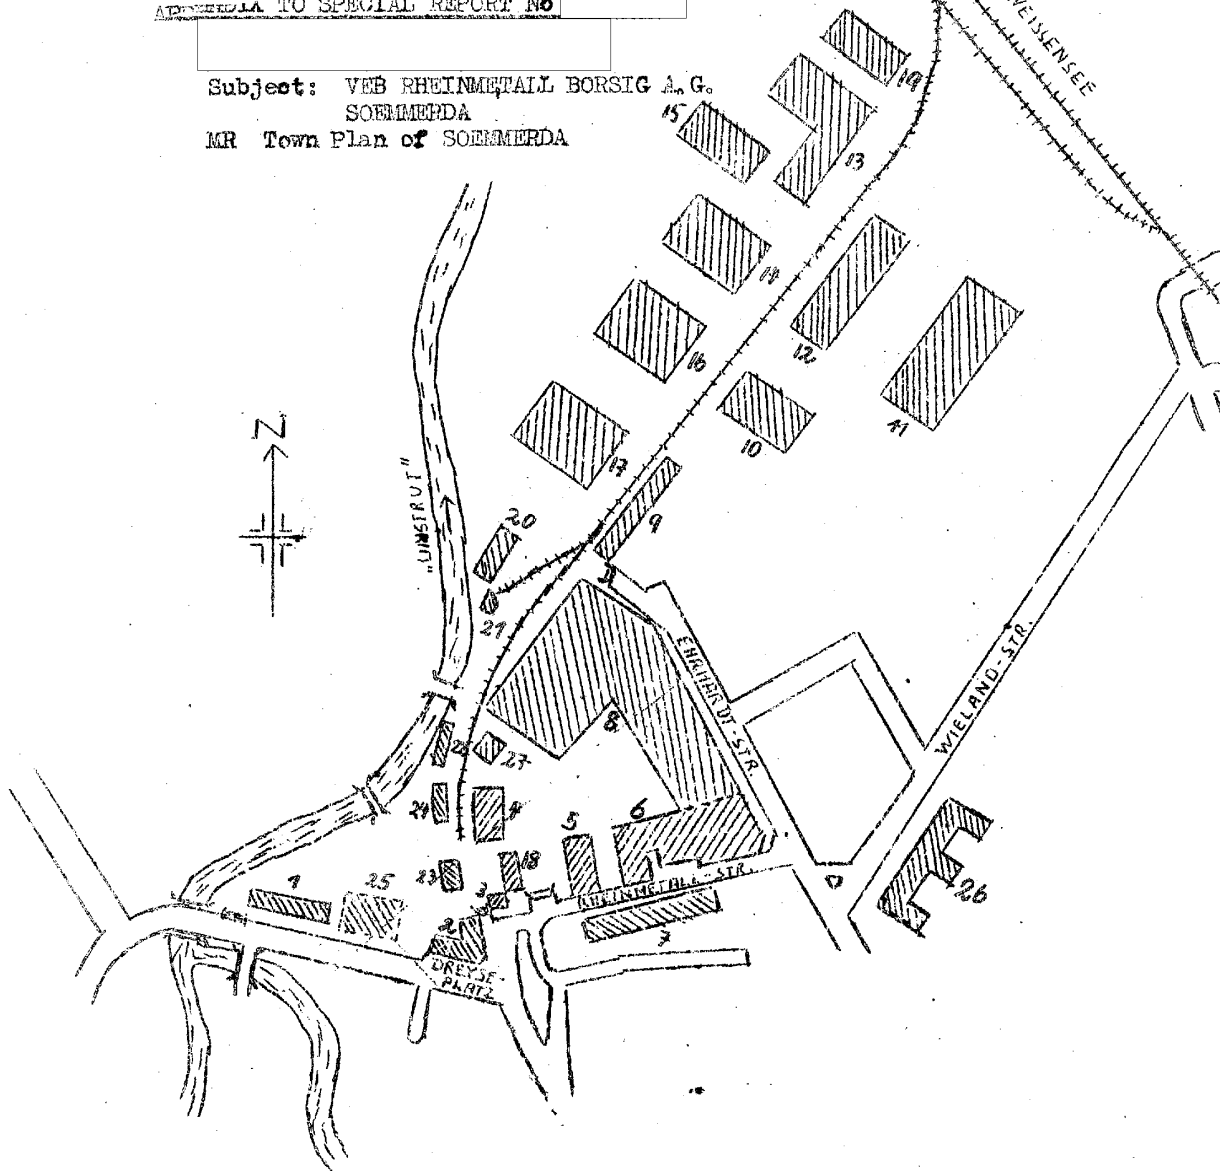 APPENDIX TO SPECIAL REPORT No
Subject: VEB RHEINMETALL BORSIG A.G.
SOEMMERDA
MR Town Plan of SOEMMERDA
WEISSENSEE
19
15
13
14
12
16
11
10
17
N
"UNSTRUT"
9
20
21
EHRHARDT-STR.
8
WIELAND-STR.
27
24
4
5
6
18
23
3
26
1
25
RHEINMETALL-STR.
2
7
DREYSE-
PLATZ